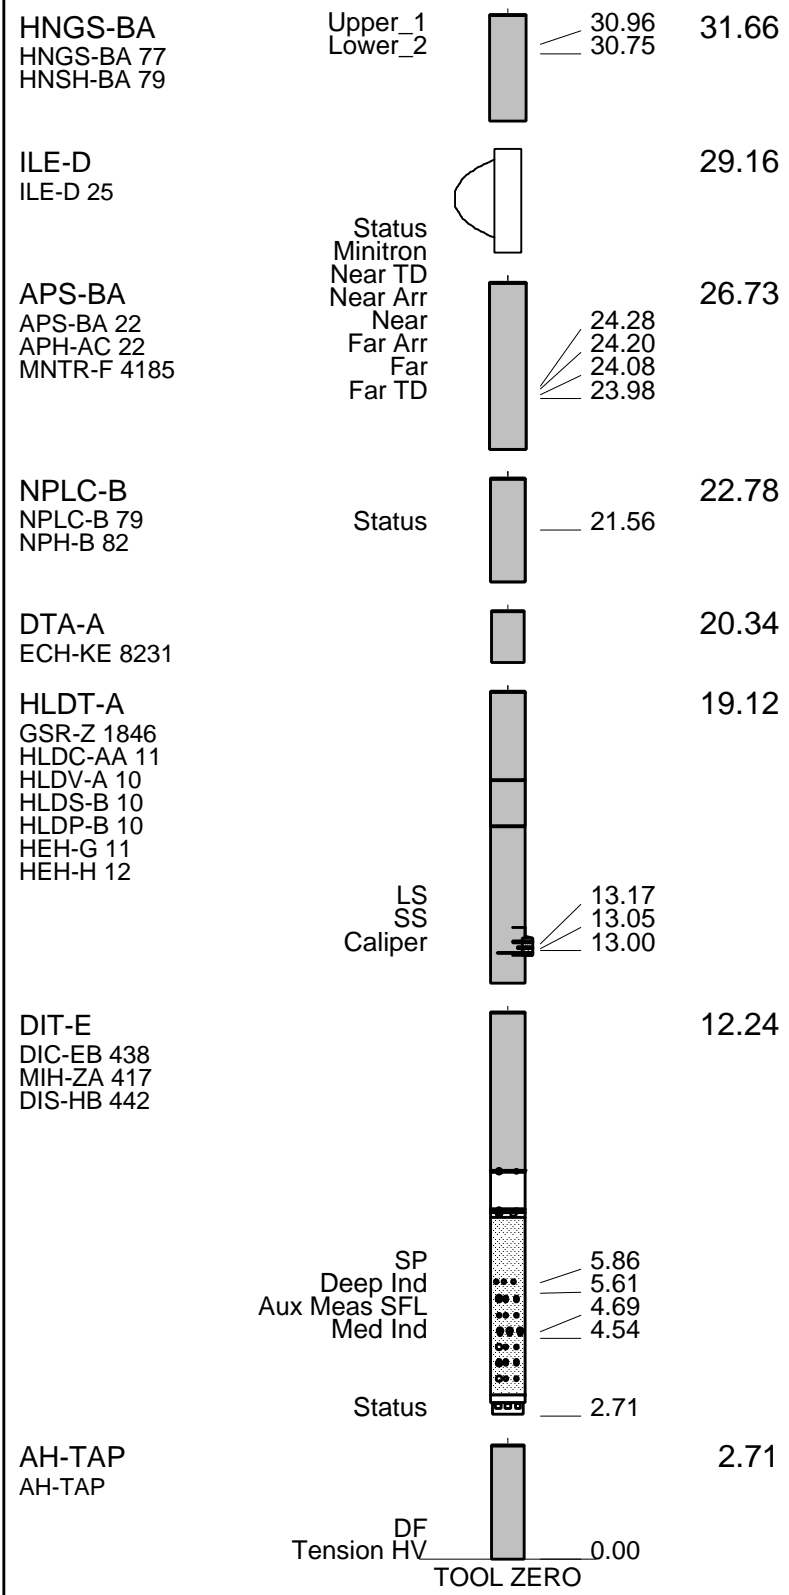 HNGS-BA Upper_1 30.96 31.66
HNGS-BA 77 Lower_2 30.75
HNSH-BA 79
ILE-D 29.16
ILE-D 25
Status
Minitron
Near TD
APS-BA Near Arr 26.73
APS-BA 22 Near 24.28
APH-AC 22 Far Arr 24.20
MNTR-F 4185 Far 24.08
Far TD 23.98
NPLC-B 22.78
NPLC-B 79 Status 21.56
NPH-B 82
DTA-A 20.34
ECH-KE 8231
HLDT-A 19.12
GSR-Z 1846
HLDC-AA 11
HLDV-A 10
HLDS-B 10
HLDP-B 10
HEH-G 11
HEH-H 12
LS 13.17
SS 13.05
Caliper 13.00
DIT-E 12.24
DIC-EB 438
MIH-ZA 417
DIS-HB 442
SP 5.86
Deep Ind 5.61
Aux Meas SFL 4.69
Med Ind 4.54
Status 2.71
AH-TAP 2.71
AH-TAP
DF
Tension HV 0.00
TOOL ZERO